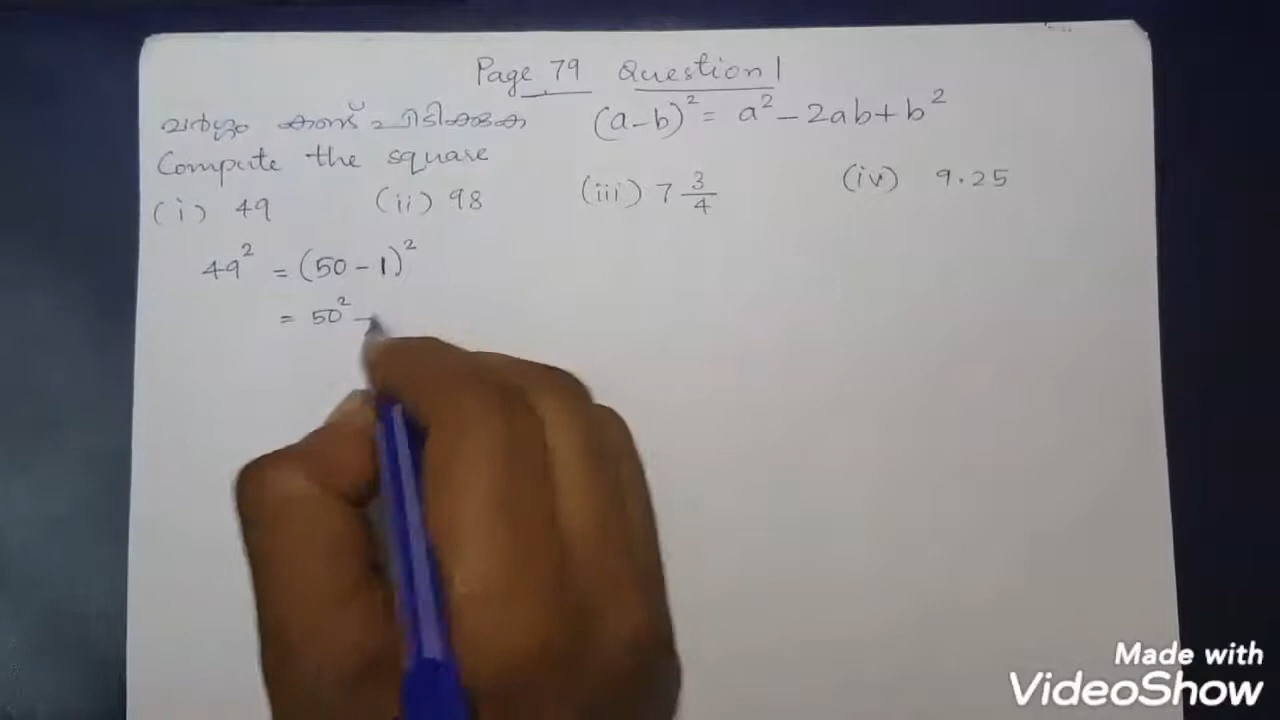 Page 79 Question 1
വർഗ്ഗം കണ്ട് പിടിക്കുക (a-b)² = a² - 2ab + b²
Compute the square
(i) 49 (ii) 98 (iii) 7 3/4 (iv) 9.25
49² = (50 - 1)²
= 50² -
Made with
VideoShow